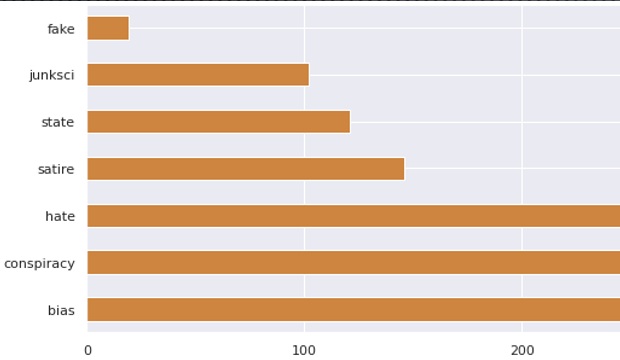 fake
junksci
state
satire
hate
conspiracy
bias
0 100 200